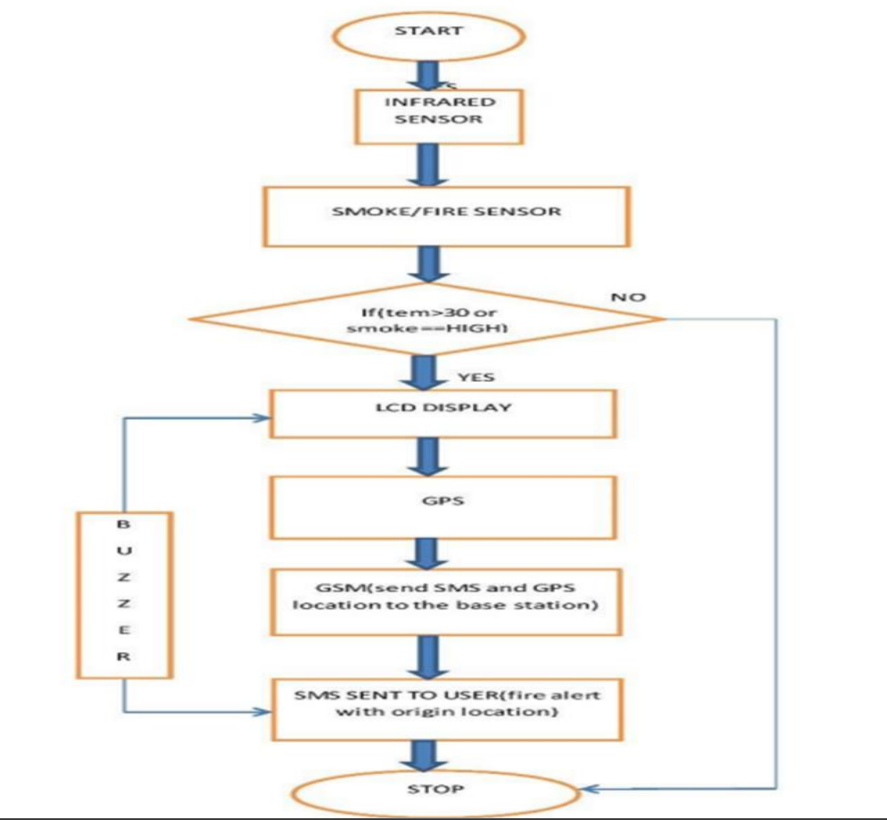 START
INFRARED
SENSOR
SMOKE/FIRE SENSOR
NO
If(tem>30 or
smoke==HIGH)
YES
LCD DISPLAY
GPS
B
U
Z
Z
E
R
GSM(send SMS and GPS
location to the base station)
SMS SENT TO USER(fire alert
with origin location)
STOP